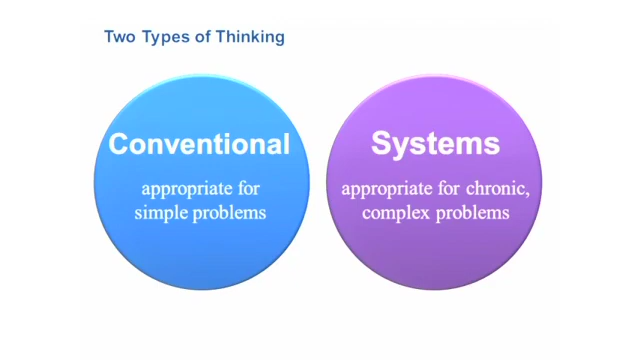 Two Types of Thinking
Conventional
appropriate for
simple problems
Systems
appropriate for chronic,
complex problems